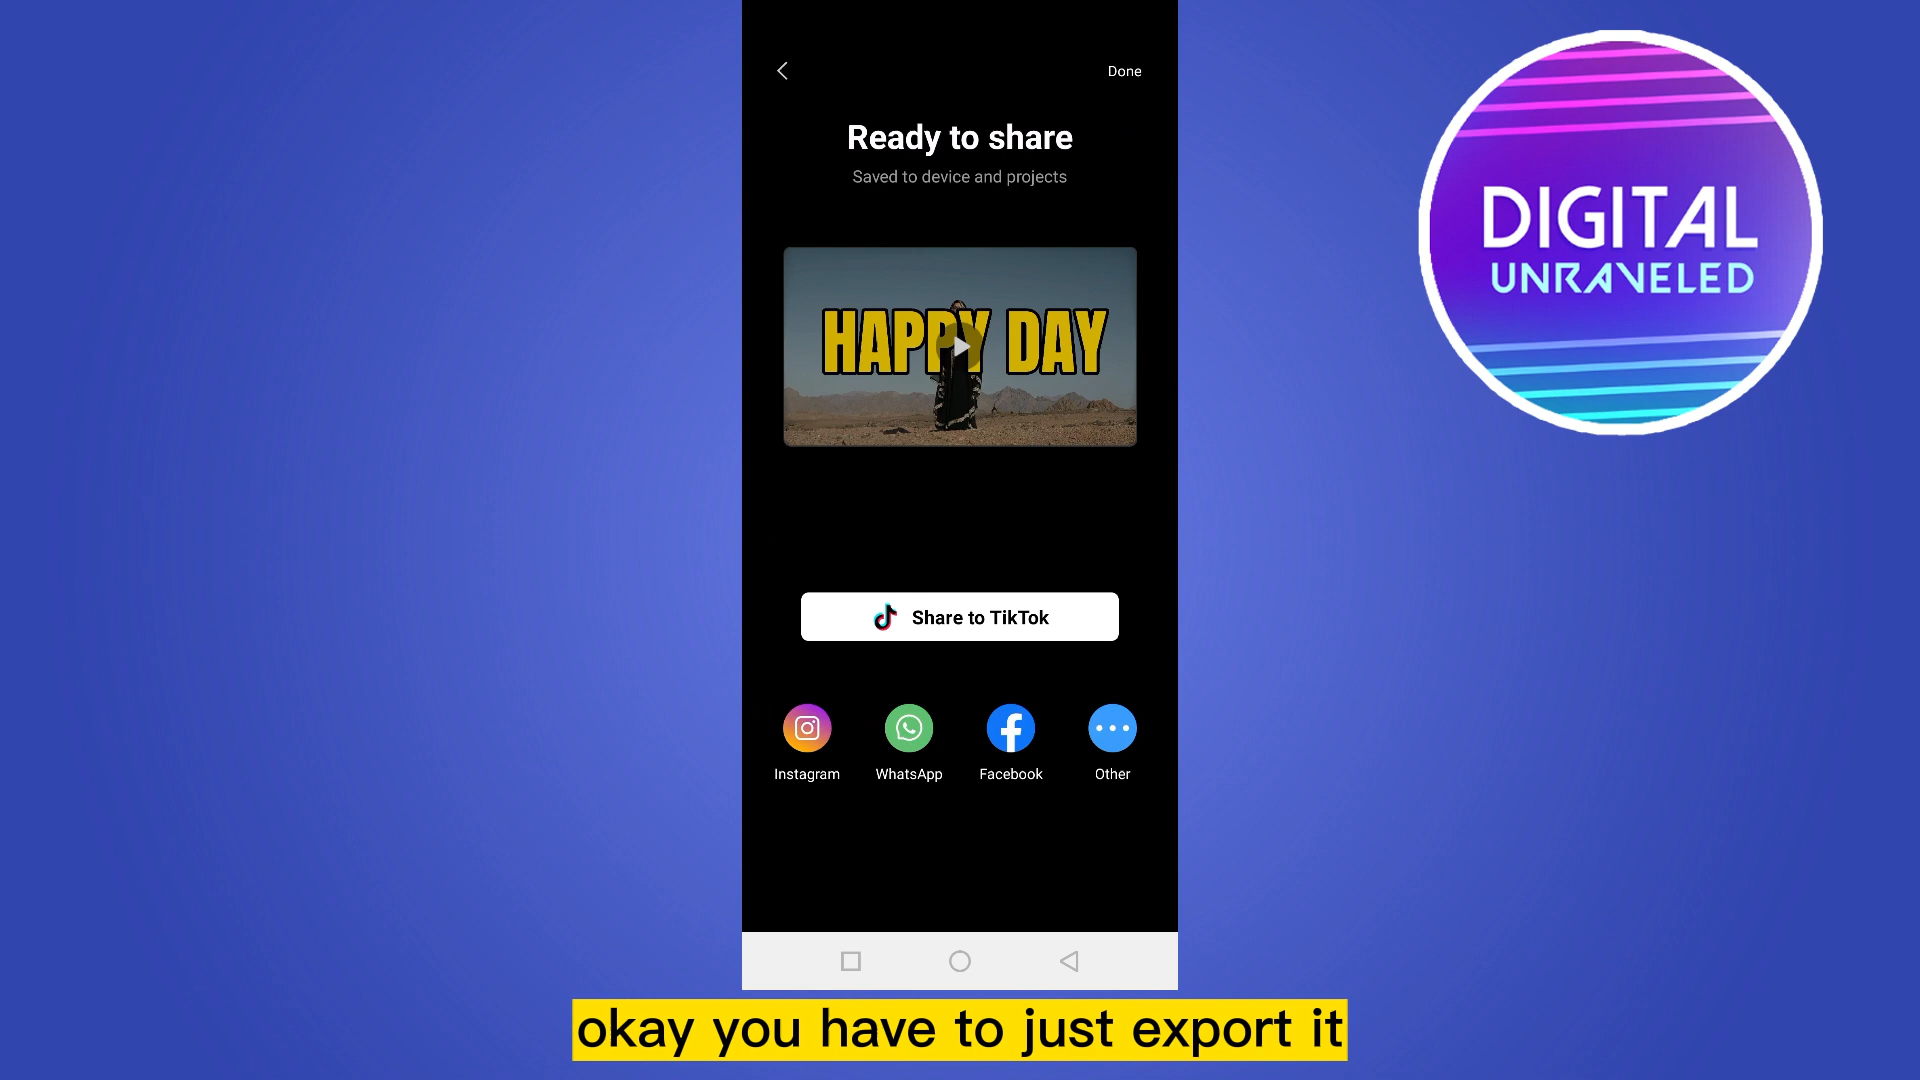 Done
Ready to share
Saved to device and projects
HAPPY DAY
Share to TikTok
Instagram WhatsApp Facebook Other
DIGITAL
UNRAVELED
okay you have to just export it